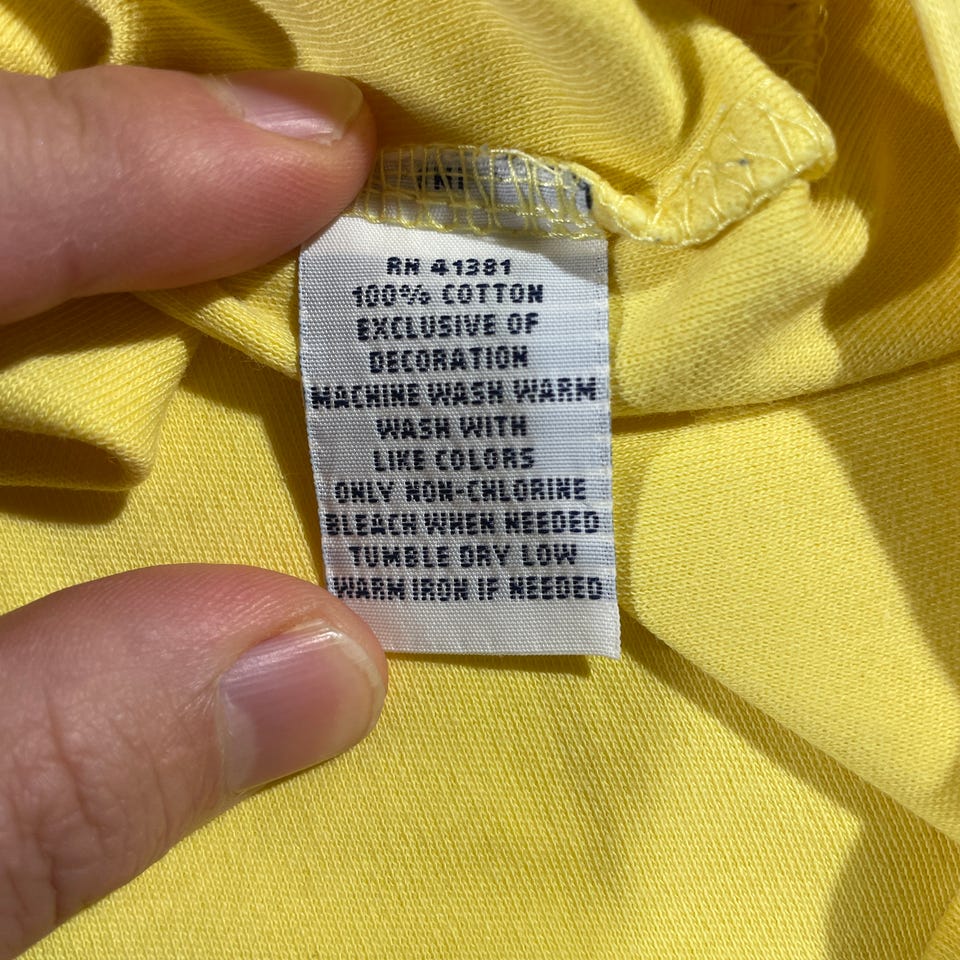 RN 41381
100% COTTON
EXCLUSIVE OF
DECORATION
MACHINE WASH WARM
WASH WITH
LIKE COLORS
ONLY NON-CHLORINE
BLEACH WHEN NEEDED
TUMBLE DRY LOW
WARM IRON IF NEEDED